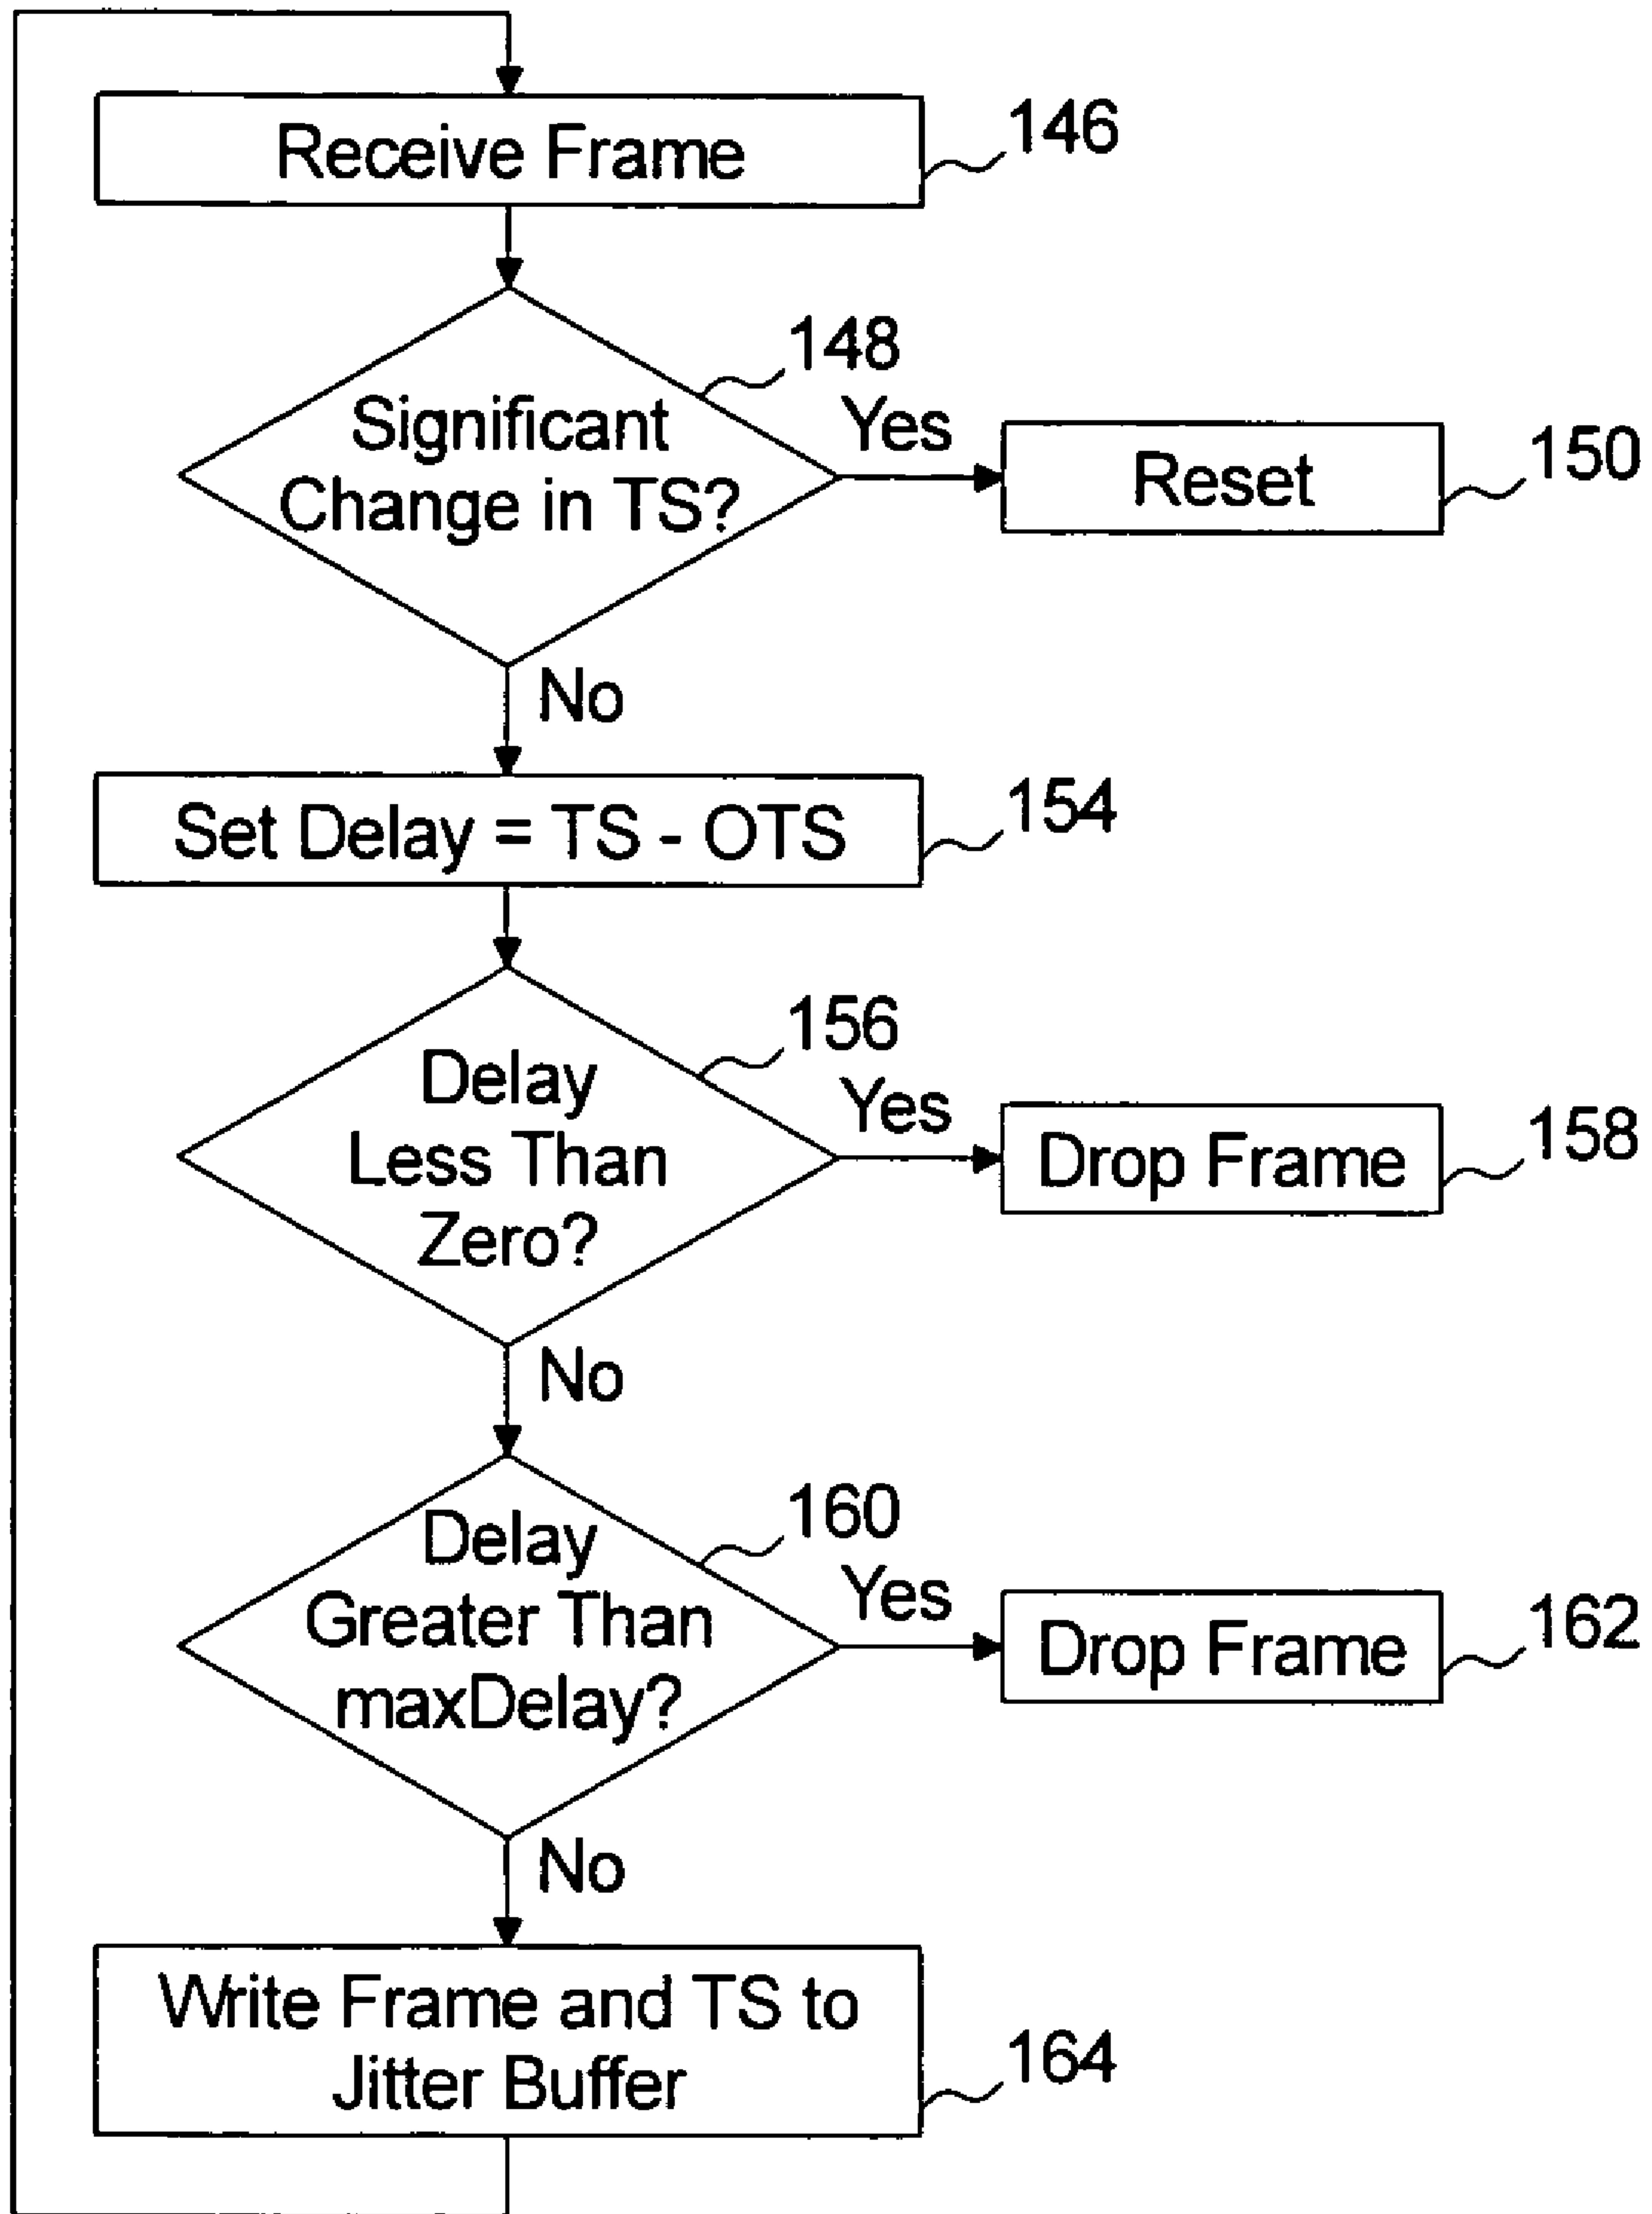 Receive Frame
146
148
Significant
Change in TS?
Yes
Reset
150
No
Set Delay = TS - OTS
154
156
Delay
Less Than
Zero?
Yes
Drop Frame
158
No
160
Delay
Greater Than
maxDelay?
Yes
Drop Frame
162
No
Write Frame and TS to
Jitter Buffer
164